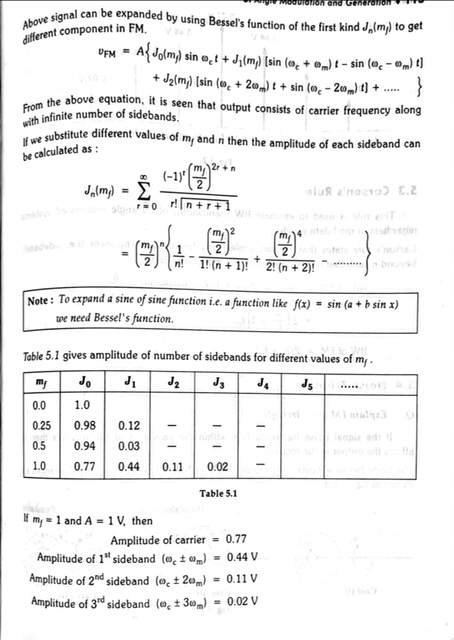 of Angle Modulation and Generation
Above signal can be expanded by using Bessel's function of the first kind Jn(mf) to get
different component in FM.
υFM = A{ J0(mf) sin ωc t + J1(mf) [sin (ωc + ωm) t – sin (ωc – ωm) t]
+ J2(mf) [sin (ωc + 2ωm) t + sin (ωc - 2ωm) t] + ..... }
From the above equation, it is seen that output consists of carrier frequency along
with infinite number of sidebands.
If we substitute different values of mf and n then the amplitude of each sideband can
be calculated as :
Jn(mf) = ∑_{r = 0}^{∞} (-1)^r (mf/2)^{2r + n} / r! Γn + r + 1
= (mf/2)^n { 1/n! – (mf/2)^2 / 1! (n + 1)! + (mf/2)^4 / 2! (n + 2)! – ......... }
Note : To expand a sine of sine function i.e. a function like f(x) = sin (a + b sin x)
we need Bessel's function.
Table 5.1 gives amplitude of number of sidebands for different values of mf .
mf J0 J1 J2 J3 J4 J5 .....
0.0 1.0
0.25 0.98 0.12 – – –
0.5 0.94 0.03 – – –
1.0 0.77 0.44 0.11 0.02 –
Table 5.1
If mf = 1 and A = 1 V, then
Amplitude of carrier = 0.77
Amplitude of 1st sideband (ωc ± ωm) = 0.44 V
Amplitude of 2nd sideband (ωc ± 2ωm) = 0.11 V
Amplitude of 3rd sideband (ωc ± 3ωm) = 0.02 V